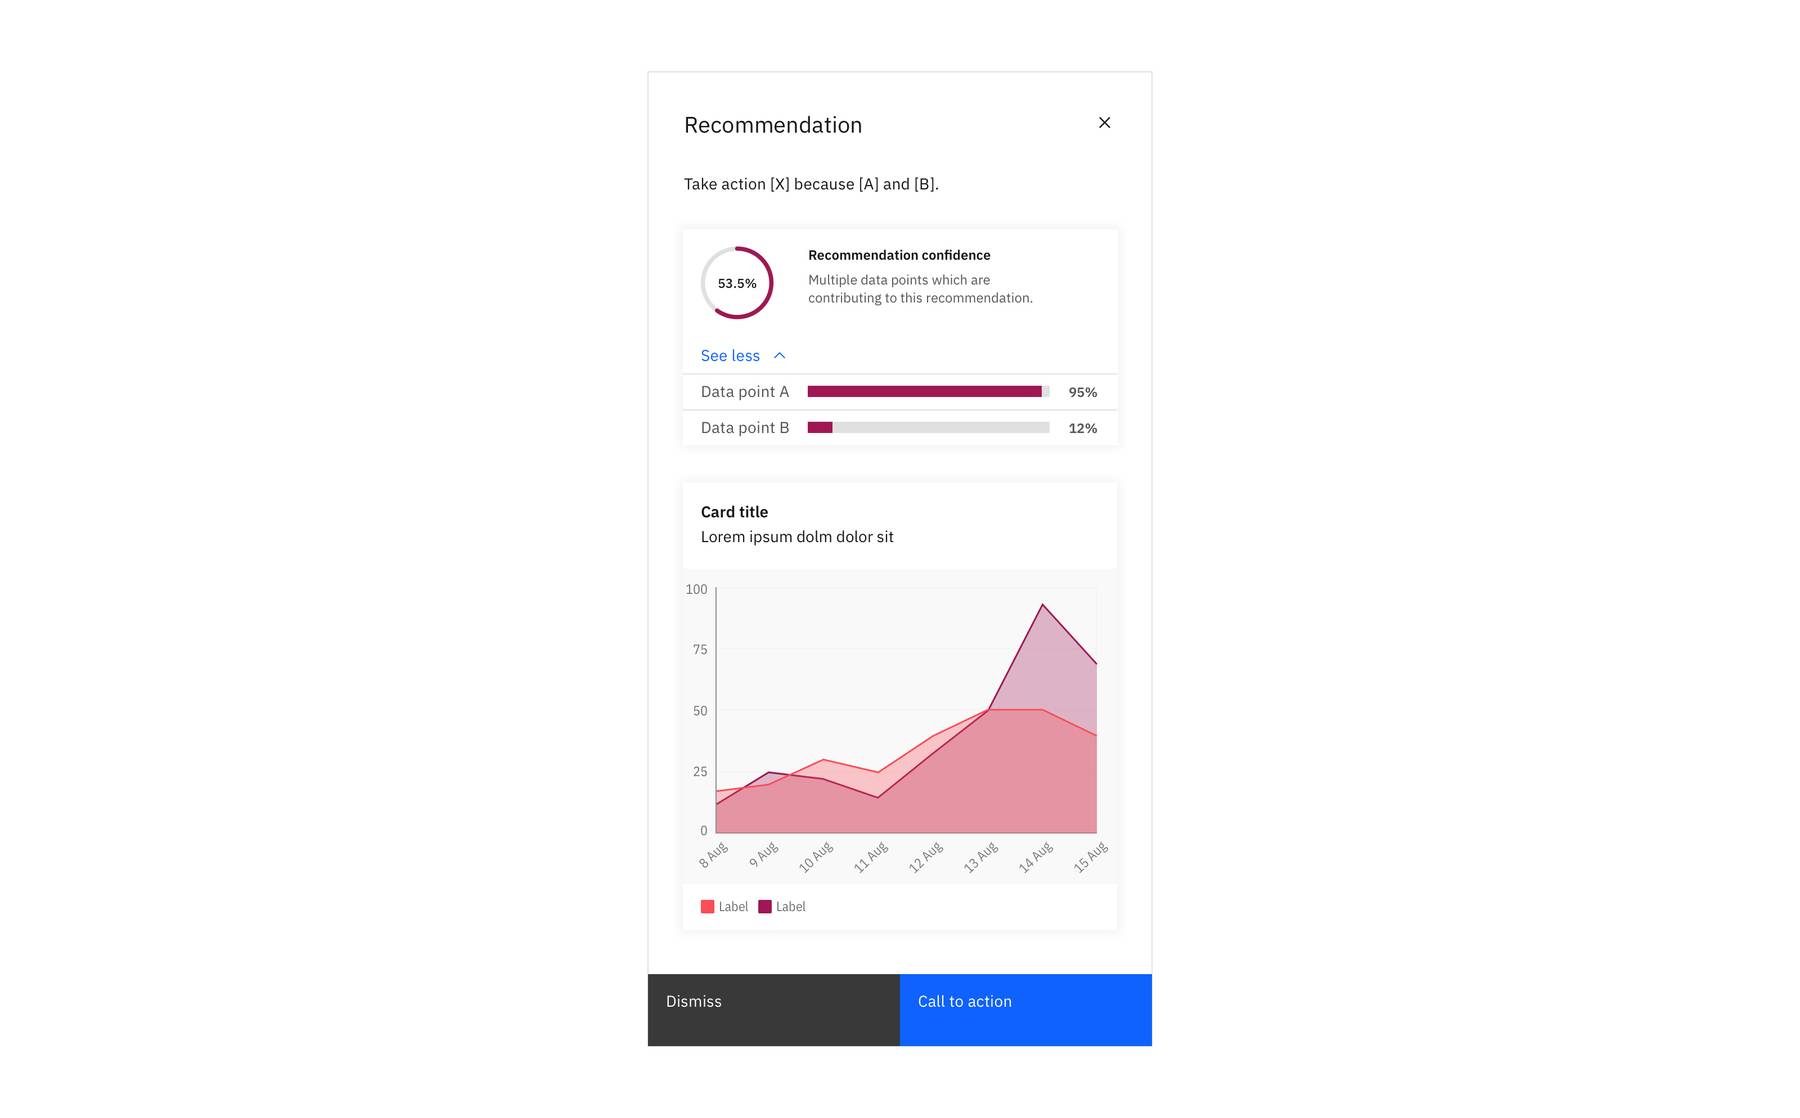 Recommendation
Take action [X] because [A] and [B].
53.5%
Recommendation confidence
Multiple data points which are
contributing to this recommendation.
See less
Data point A 95%
Data point B 12%
Card title
Lorem ipsum dolm dolor sit
100
75
50
25
0
8 Aug 9 Aug 10 Aug 11 Aug 12 Aug 13 Aug 14 Aug 15 Aug
Label Label
Dismiss Call to action